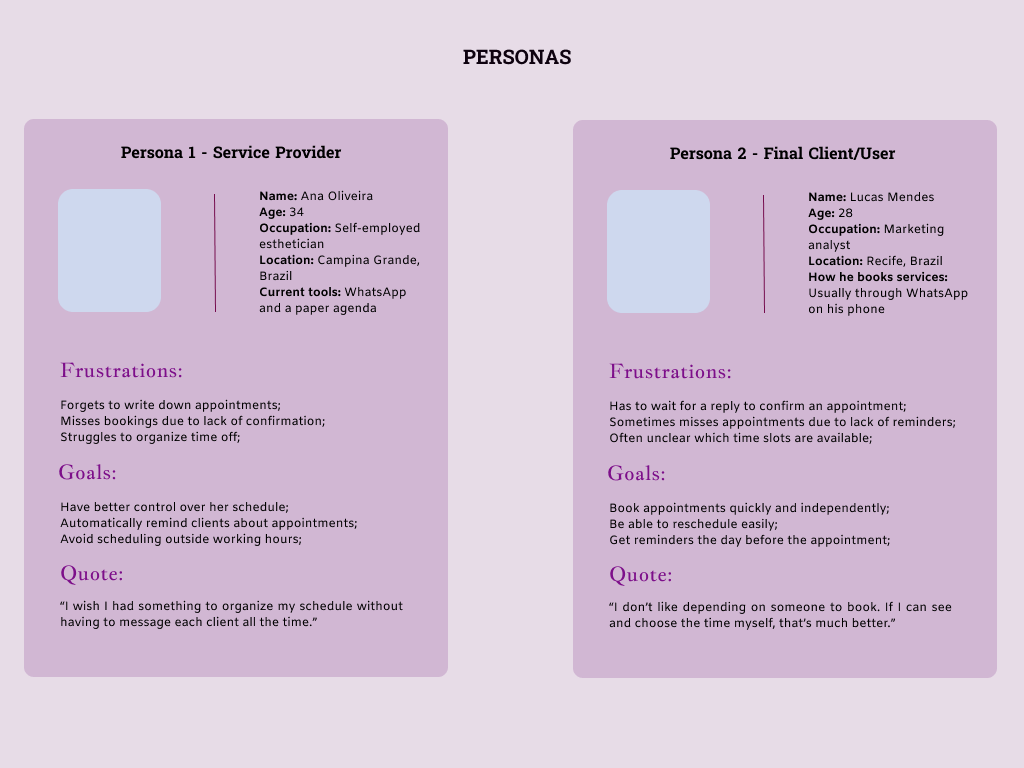 PERSONAS
Persona 1 - Service Provider
Name: Ana Oliveira
Age: 34
Occupation: Self-employed
esthetician
Location: Campina Grande,
Brazil
Current tools: WhatsApp
and a paper agenda
Frustrations:
Forgets to write down appointments;
Misses bookings due to lack of confirmation;
Struggles to organize time off;
Goals:
Have better control over her schedule;
Automatically remind clients about appointments;
Avoid scheduling outside working hours;
Quote:
“I wish I had something to organize my schedule without
having to message each client all the time.”
Persona 2 - Final Client/User
Name: Lucas Mendes
Age: 28
Occupation: Marketing
analyst
Location: Recife, Brazil
How he books services:
Usually through WhatsApp
on his phone
Frustrations:
Has to wait for a reply to confirm an appointment;
Sometimes misses appointments due to lack of reminders;
Often unclear which time slots are available;
Goals:
Book appointments quickly and independently;
Be able to reschedule easily;
Get reminders the day before the appointment;
Quote:
“I don’t like depending on someone to book. If I can see
and choose the time myself, that’s much better.”